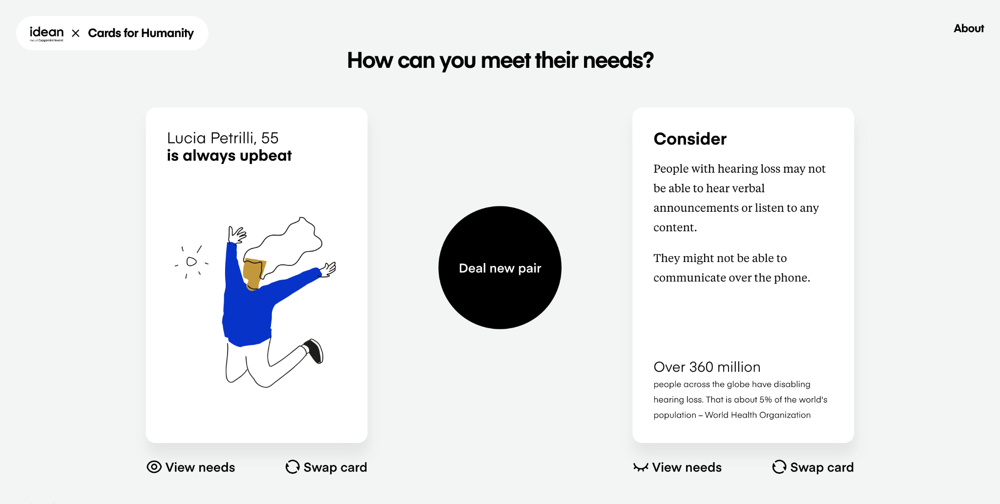 idean
Part of Capgemini Invent
× Cards for Humanity
About
How can you meet their needs?
Lucia Petrilli, 55
is always upbeat
Deal new pair
Consider
People with hearing loss may not
be able to hear verbal
announcements or listen to any
content.
They might not be able to
communicate over the phone.
Over 360 million
people across the globe have disabling
hearing loss. That is about 5% of the world's
population – World Health Organization
View needs
Swap card
View needs
Swap card